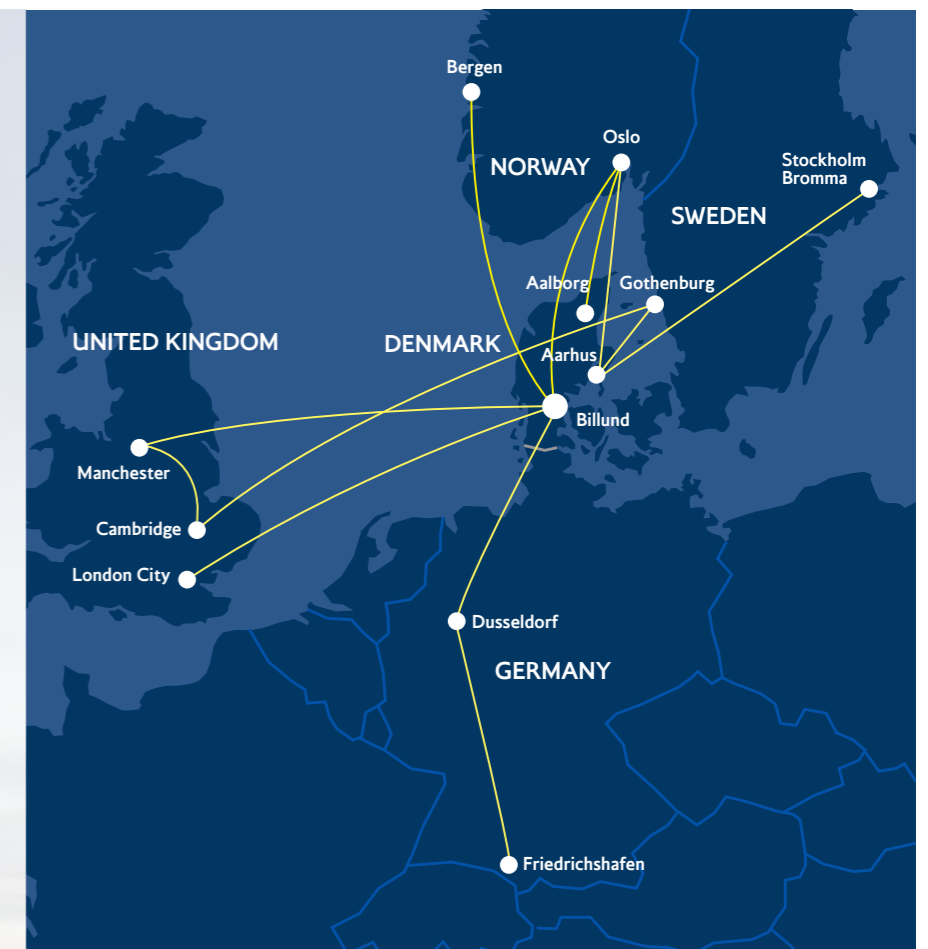 Bergen
Oslo
NORWAY
Stockholm
Bromma
SWEDEN
Aalborg
Gothenburg
UNITED KINGDOM
DENMARK
Aarhus
Billund
Manchester
Cambridge
London City
Dusseldorf
GERMANY
Friedrichshafen